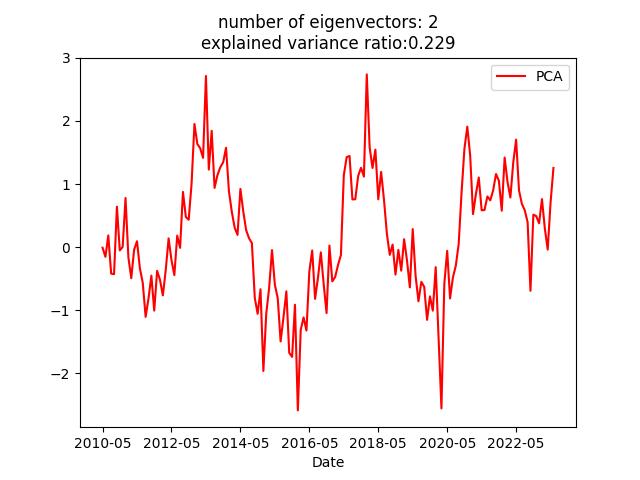 number of eigenvectors: 2
explained variance ratio:0.229
PCA
3
2
1
0
−1
−2
2010-05 2012-05 2014-05 2016-05 2018-05 2020-05 2022-05
Date